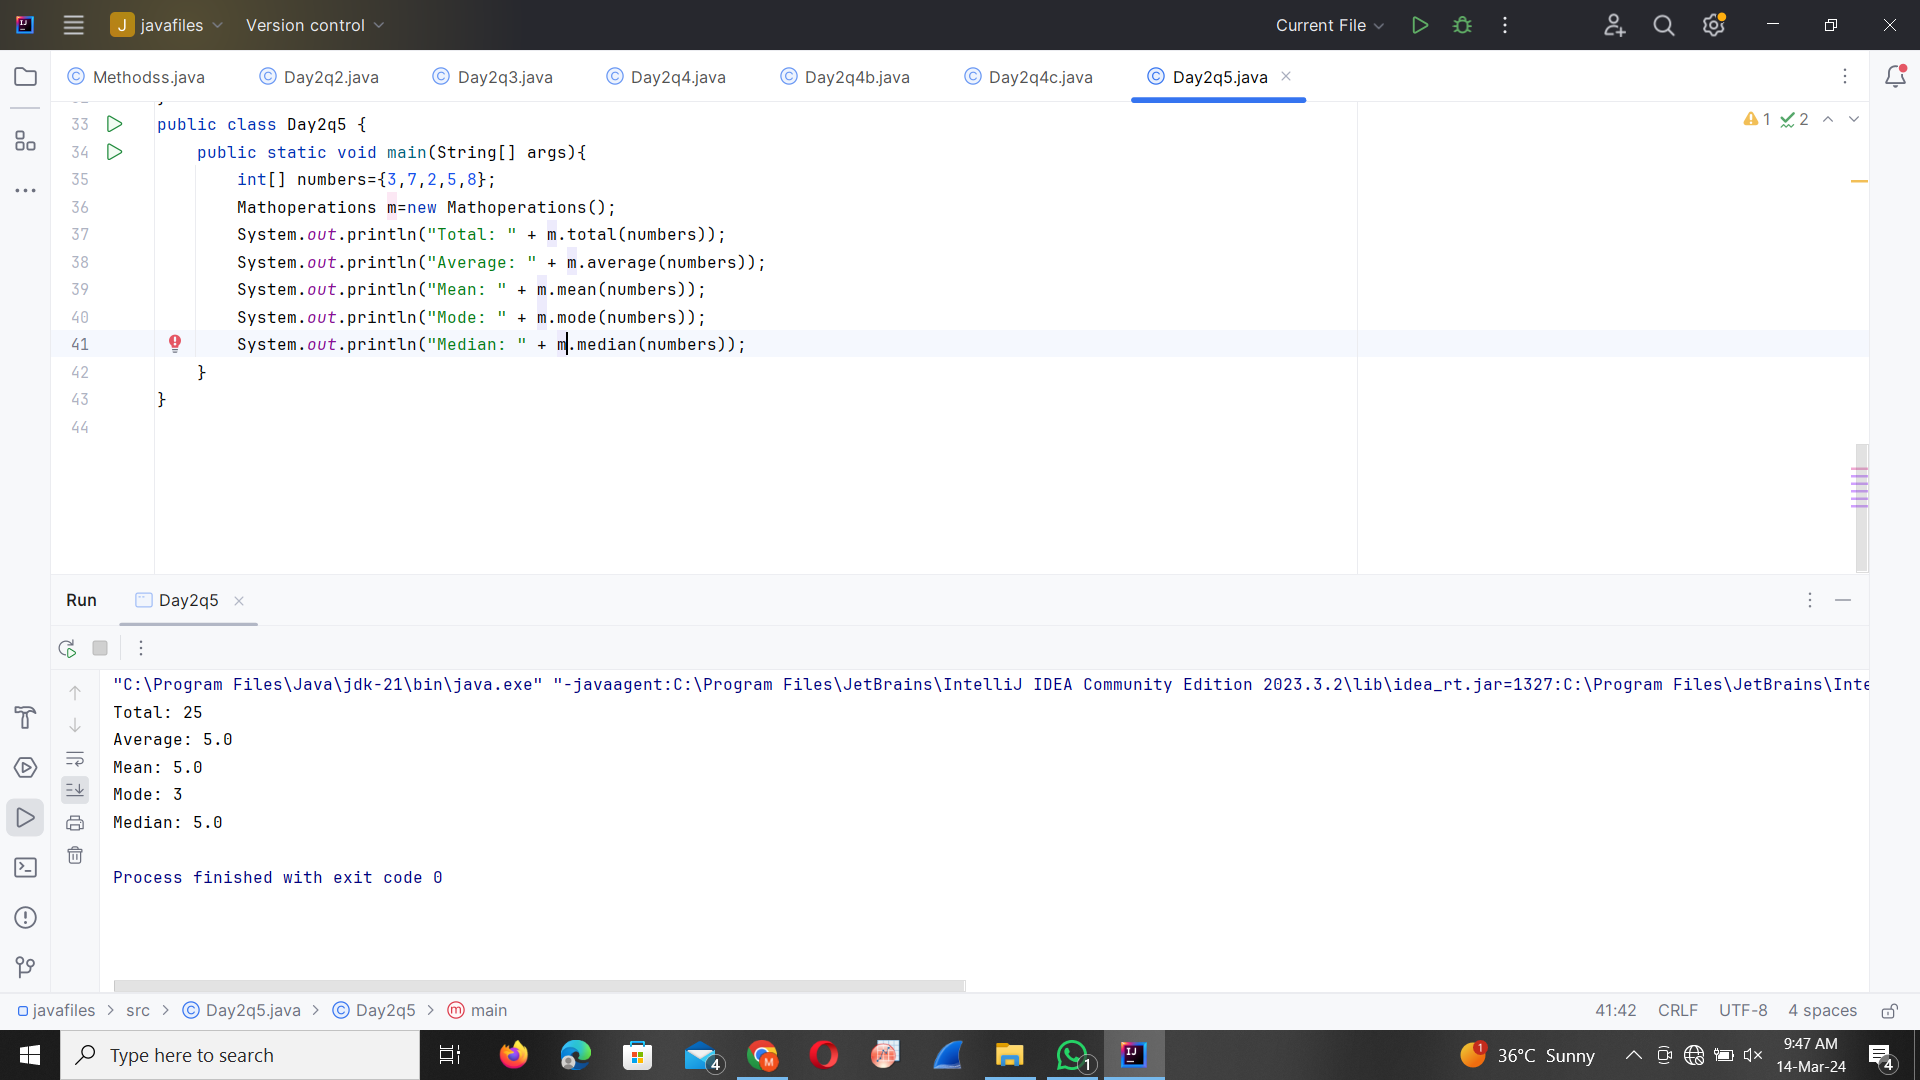 J javafiles Version control Current File
Methodss.java Day2q2.java Day2q3.java Day2q4.java Day2q4b.java Day2q4c.java Day2q5.java
33 public class Day2q5 { 1 2
34 public static void main(String[] args){
35 int[] numbers={3,7,2,5,8};
36 Mathoperations m=new Mathoperations();
37 System.out.println("Total: " + m.total(numbers));
38 System.out.println("Average: " + m.average(numbers));
39 System.out.println("Mean: " + m.mean(numbers));
40 System.out.println("Mode: " + m.mode(numbers));
41 System.out.println("Median: " + m.median(numbers));
42 }
43 }
44
Run Day2q5
"C:\Program Files\Java\jdk-21\bin\java.exe" "-javaagent:C:\Program Files\JetBrains\IntelliJ IDEA Community Edition 2023.3.2\lib\idea_rt.jar=1327:C:\Program Files\JetBrains\Inte
Total: 25
Average: 5.0
Mean: 5.0
Mode: 3
Median: 5.0
Process finished with exit code 0
javafiles > src > Day2q5.java > Day2q5 > main 41:42 CRLF UTF-8 4 spaces
Type here to search 4 1 1 36°C Sunny 9:47 AM 4
14-Mar-24